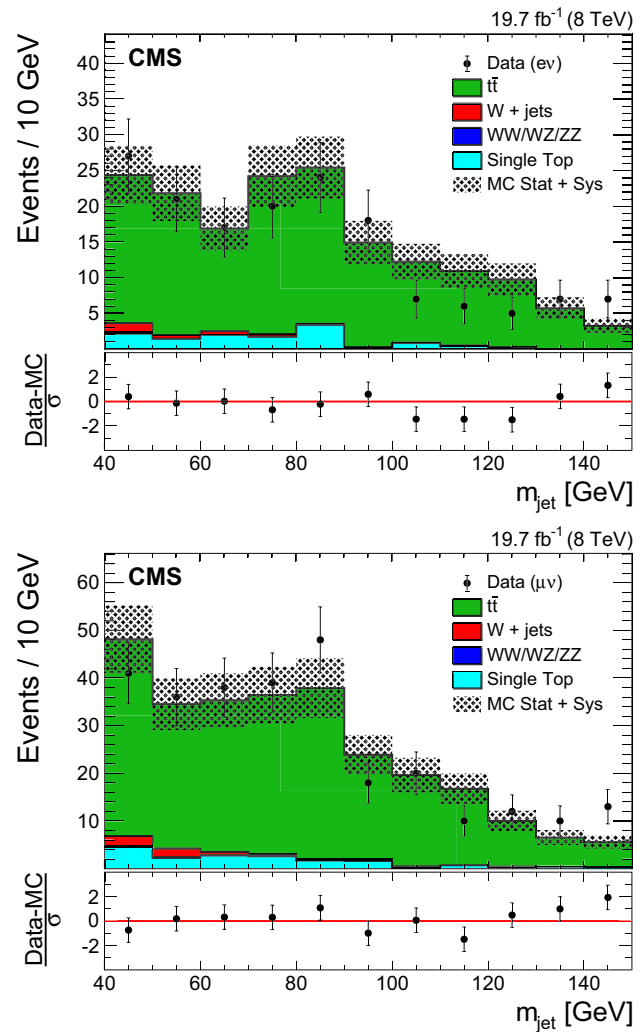 19.7 fb⁻¹ (8 TeV)
CMS
Data (eν)
tt̄
W + jets
WW/WZ/ZZ
Single Top
MC Stat + Sys
Events / 10 GeV
40
35
30
25
20
15
10
5
Data-MC
σ
2
0
-2
40 60 80 100 120 140
m_jet [GeV]
19.7 fb⁻¹ (8 TeV)
CMS
Data (μν)
tt̄
W + jets
WW/WZ/ZZ
Single Top
MC Stat + Sys
Events / 10 GeV
60
50
40
30
20
10
Data-MC
σ
2
0
-2
40 60 80 100 120 140
m_jet [GeV]